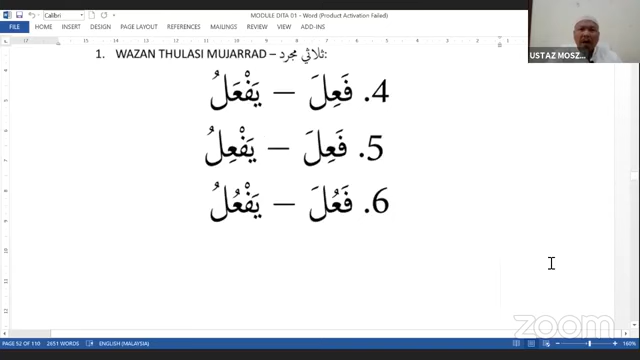 MODULE DITA 01 - Word (Product Activation Failed)
Calibri
FILE HOME INSERT DESIGN PAGE LAYOUT REFERENCES MAILINGS REVIEW VIEW ADD-INS
USTAZ MOSZ...
1. WAZAN THULASI MUJARRAD – ثلاثي مجرد:
4. فَعِلَ – يَفْعَلُ
5. فَعِلَ – يَفْعِلُ
6. فَعُلَ – يَفْعُلُ
zoom
PAGE 52 OF 110 2651 WORDS ENGLISH (MALAYSIA) 160%